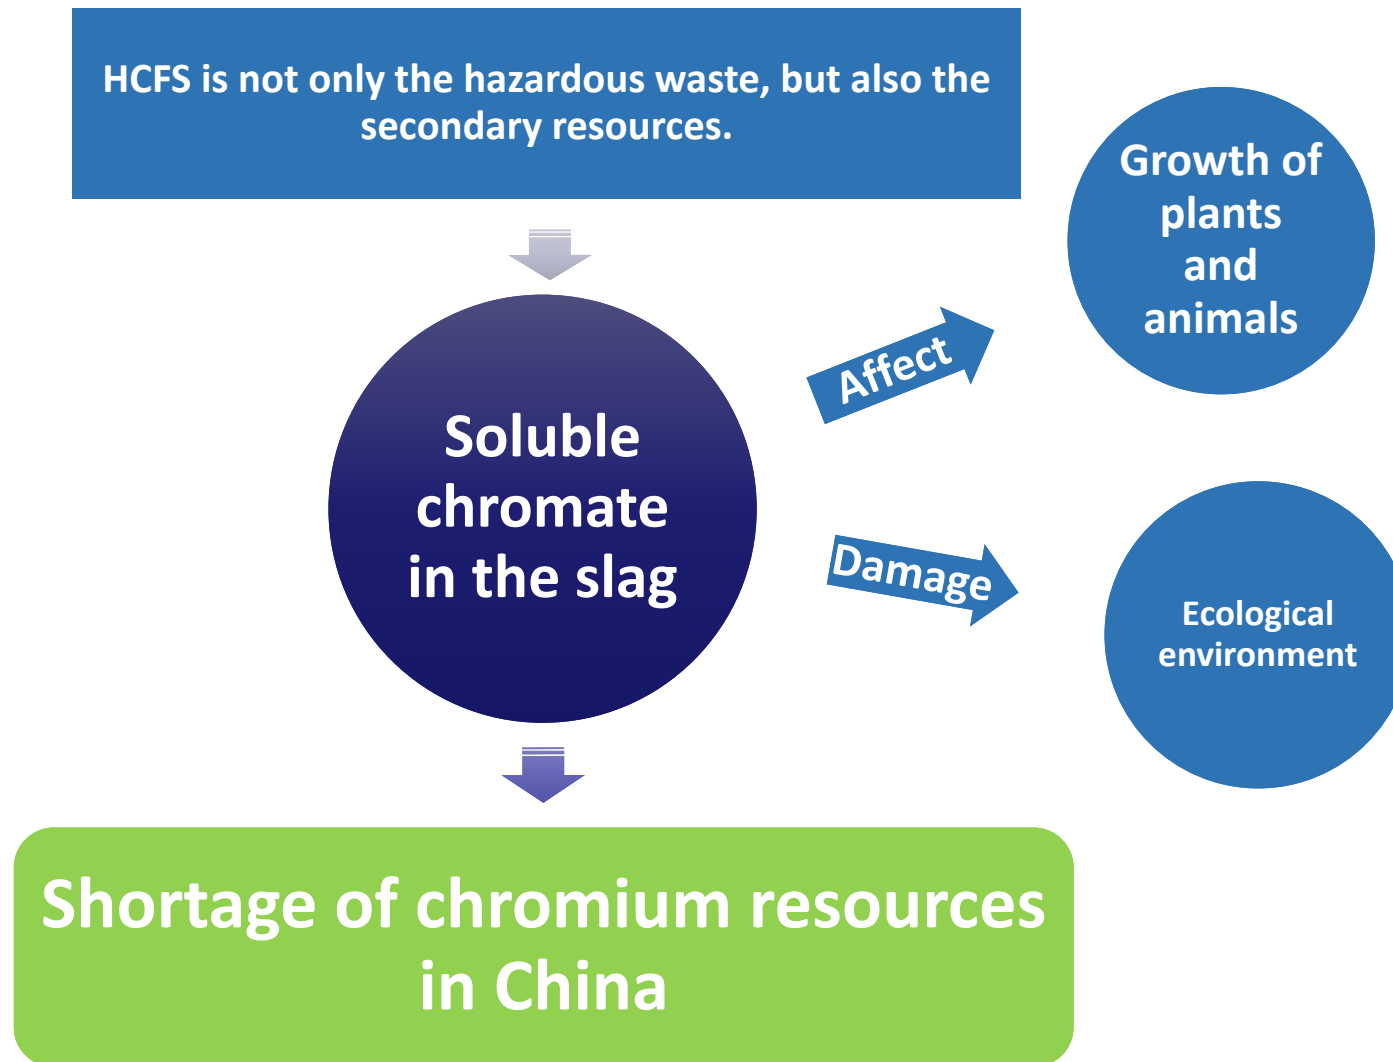 HCFS is not only the hazardous waste, but also the
secondary resources.
Growth of
plants
and
animals
Affect
Soluble
chromate
in the slag
Damage
Ecological
environment
Shortage of chromium resources
in China